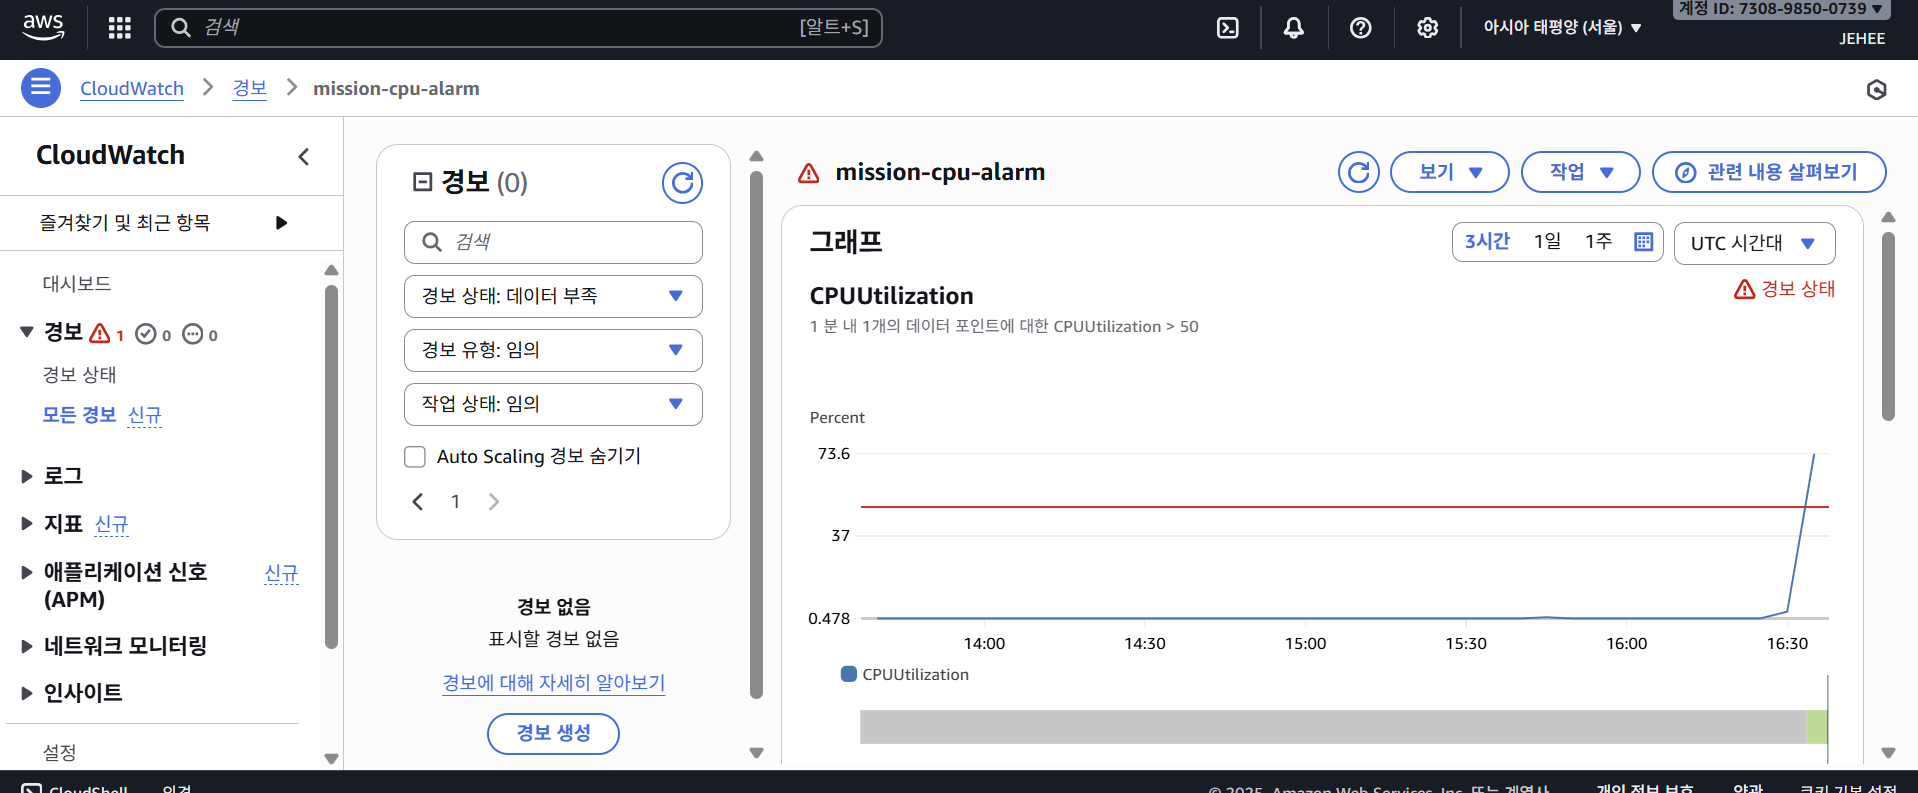 aws
검색
[알트+S]
아시아 태평양 (서울)
계정 ID: 7308-9850-0739
JEHEE
CloudWatch
경보
mission-cpu-alarm
CloudWatch
즐겨찾기 및 최근 항목
대시보드
경보 1 0 0
경보 상태
모든 경보 신규
로그
지표 신규
애플리케이션 신호 신규
(APM)
네트워크 모니터링
인사이트
설정
경보 (0)
검색
경보 상태: 데이터 부족
경보 유형: 임의
작업 상태: 임의
Auto Scaling 경보 숨기기
1
경보 없음
표시할 경보 없음
경보에 대해 자세히 알아보기
경보 생성
mission-cpu-alarm
보기
작업
관련 내용 살펴보기
그래프
3시간 1일 1주
UTC 시간대
CPUUtilization
경보 상태
1 분 내 1개의 데이터 포인트에 대한 CPUUtilization > 50
Percent
73.6
37
0.478
14:00 14:30 15:00 15:30 16:00 16:30
CPUUtilization
CloudShell 의견
© 2025, Amazon Web Services, Inc. 또는 계열사.
개인 정보 보호 약관 쿠키 기본 설정